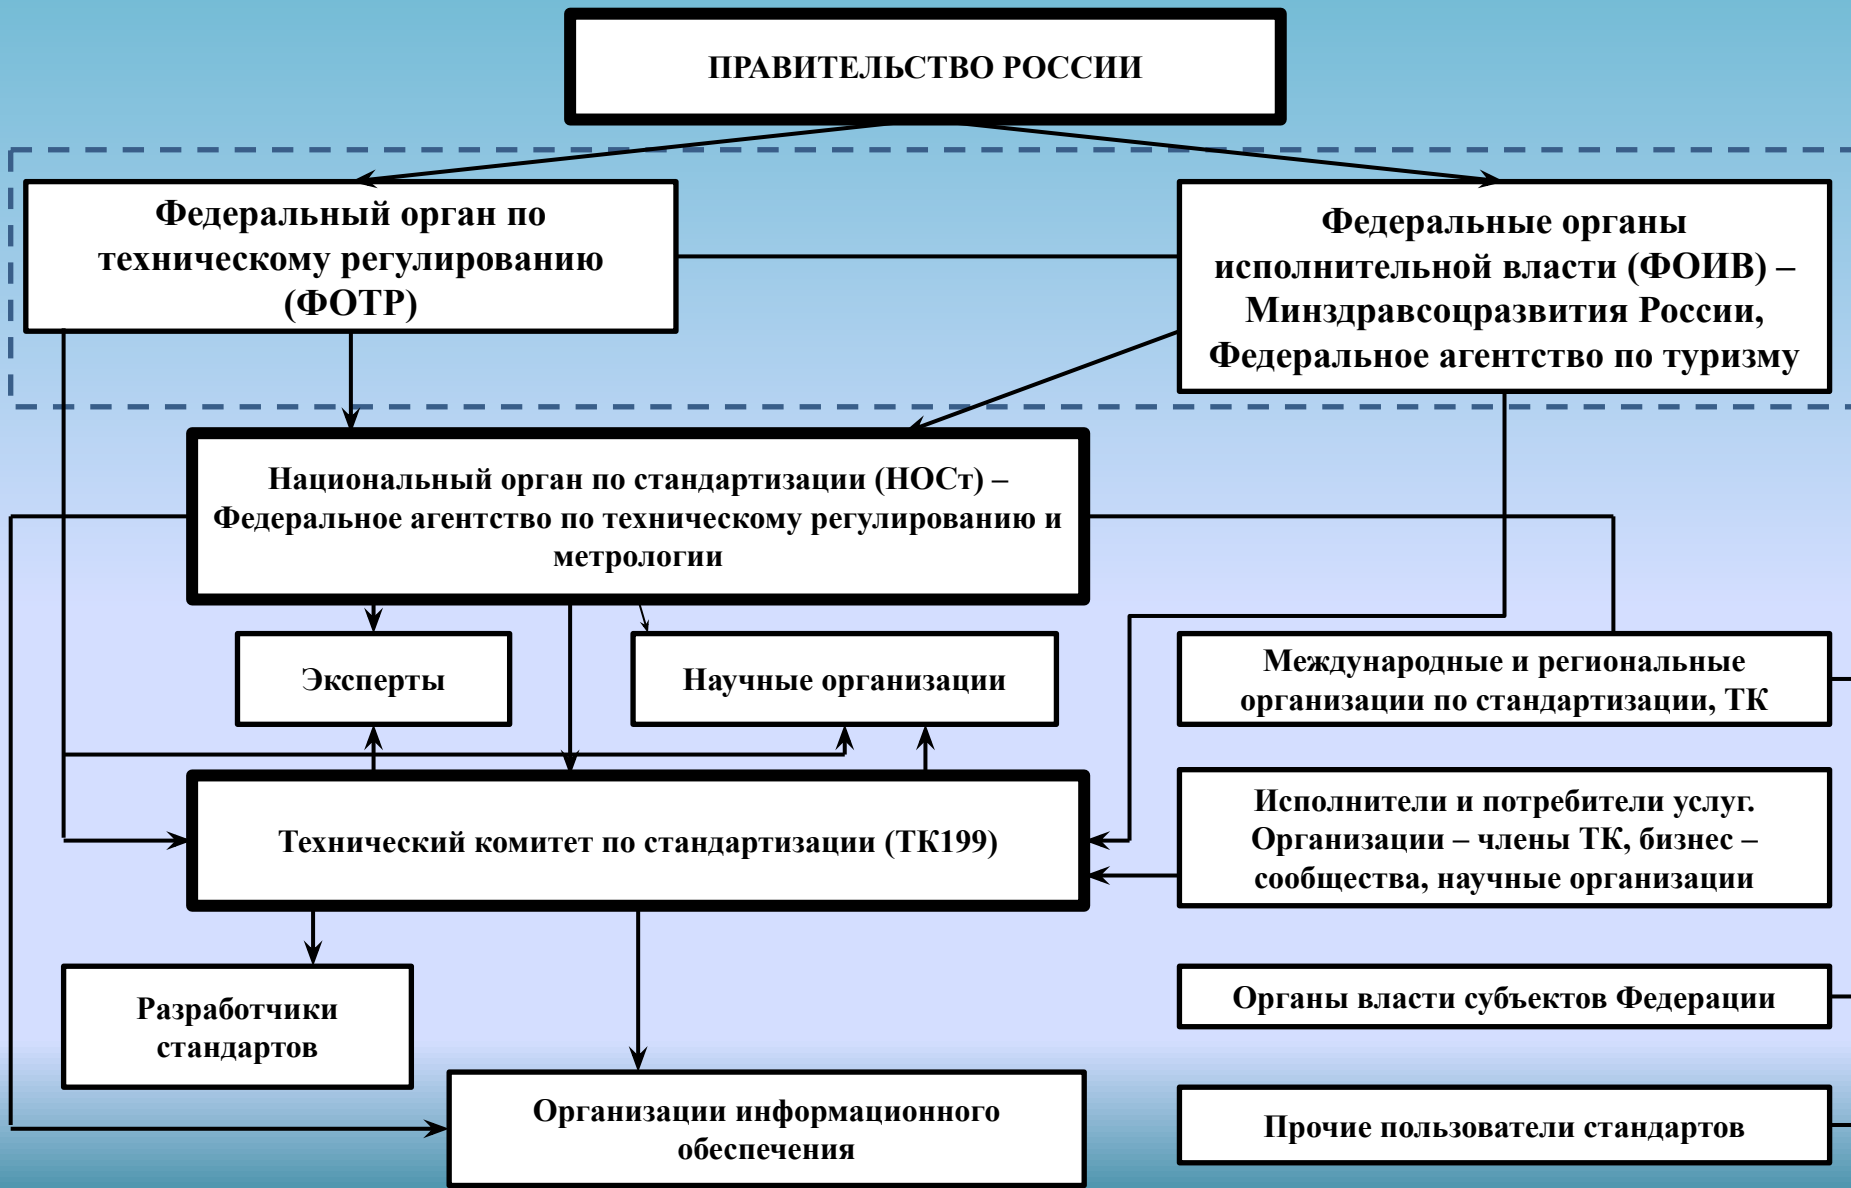 ПРАВИТЕЛЬСТВО РОССИИ
Федеральный орган по
техническому регулированию
(ФОТР)
Федеральные органы
исполнительной власти (ФОИВ) –
Минздравсоцразвития России,
Федеральное агентство по туризму
Национальный орган по стандартизации (НОСт) –
Федеральное агентство по техническому регулированию и
метрологии
Эксперты
Научные организации
Международные и региональные
организации по стандартизации, ТК
Технический комитет по стандартизации (ТК199)
Исполнители и потребители услуг.
Организации – члены ТК, бизнес –
сообщества, научные организации
Разработчики
стандартов
Органы власти субъектов Федерации
Организации информационного
обеспечения
Прочие пользователи стандартов